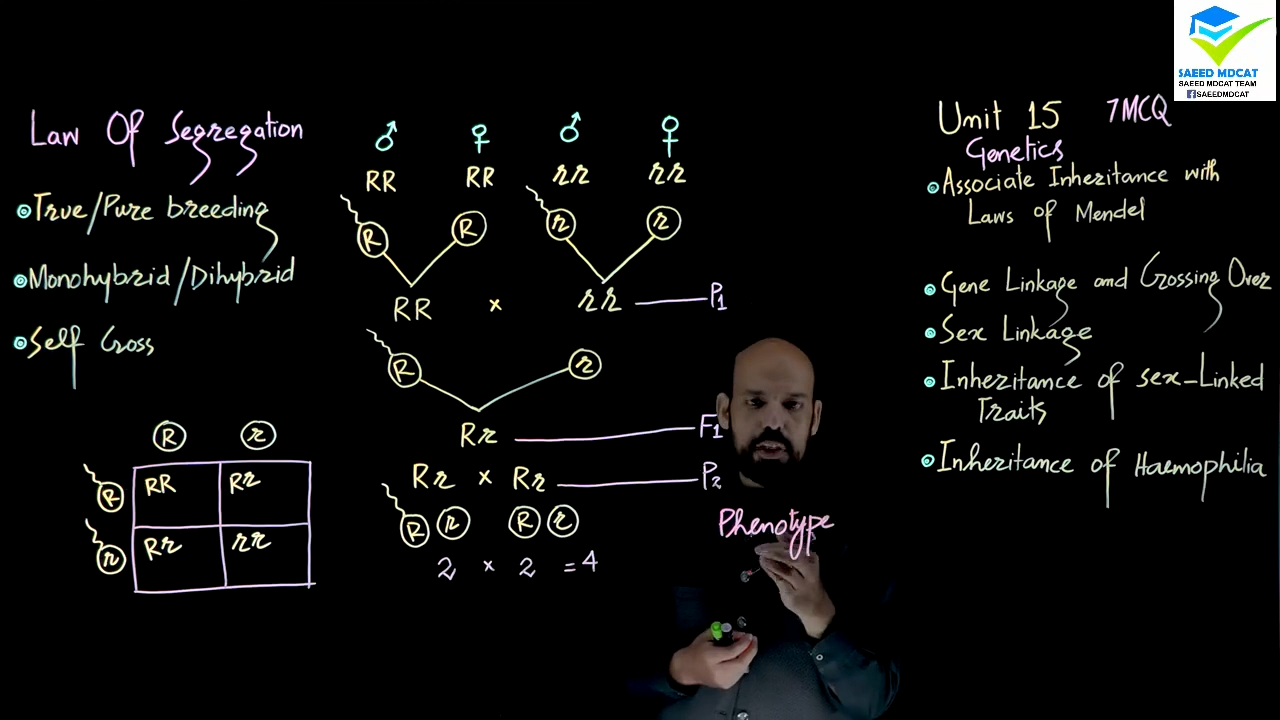 SAEED MDCAT
SAEED MDCAT TEAM
SAEEDMDCAT
Law Of Segregation
True/Pure breeding
Monohybrid/Dihybrid
Self Cross
R r
R RR Rr
r Rr rr
♂ ♀ ♂ ♀
RR RR rr rr
R R r r
RR × rr P1
R r
Rr F1
Rr × Rr P2
R r R r
2 × 2 = 4
Phenotype
Unit 15 7MCQ
Genetics
Associate Inheritance with
Laws of Mendel
Gene Linkage and Crossing Over
Sex Linkage
Inheritance of sex-Linked
Traits
Inheritance of Haemophilia